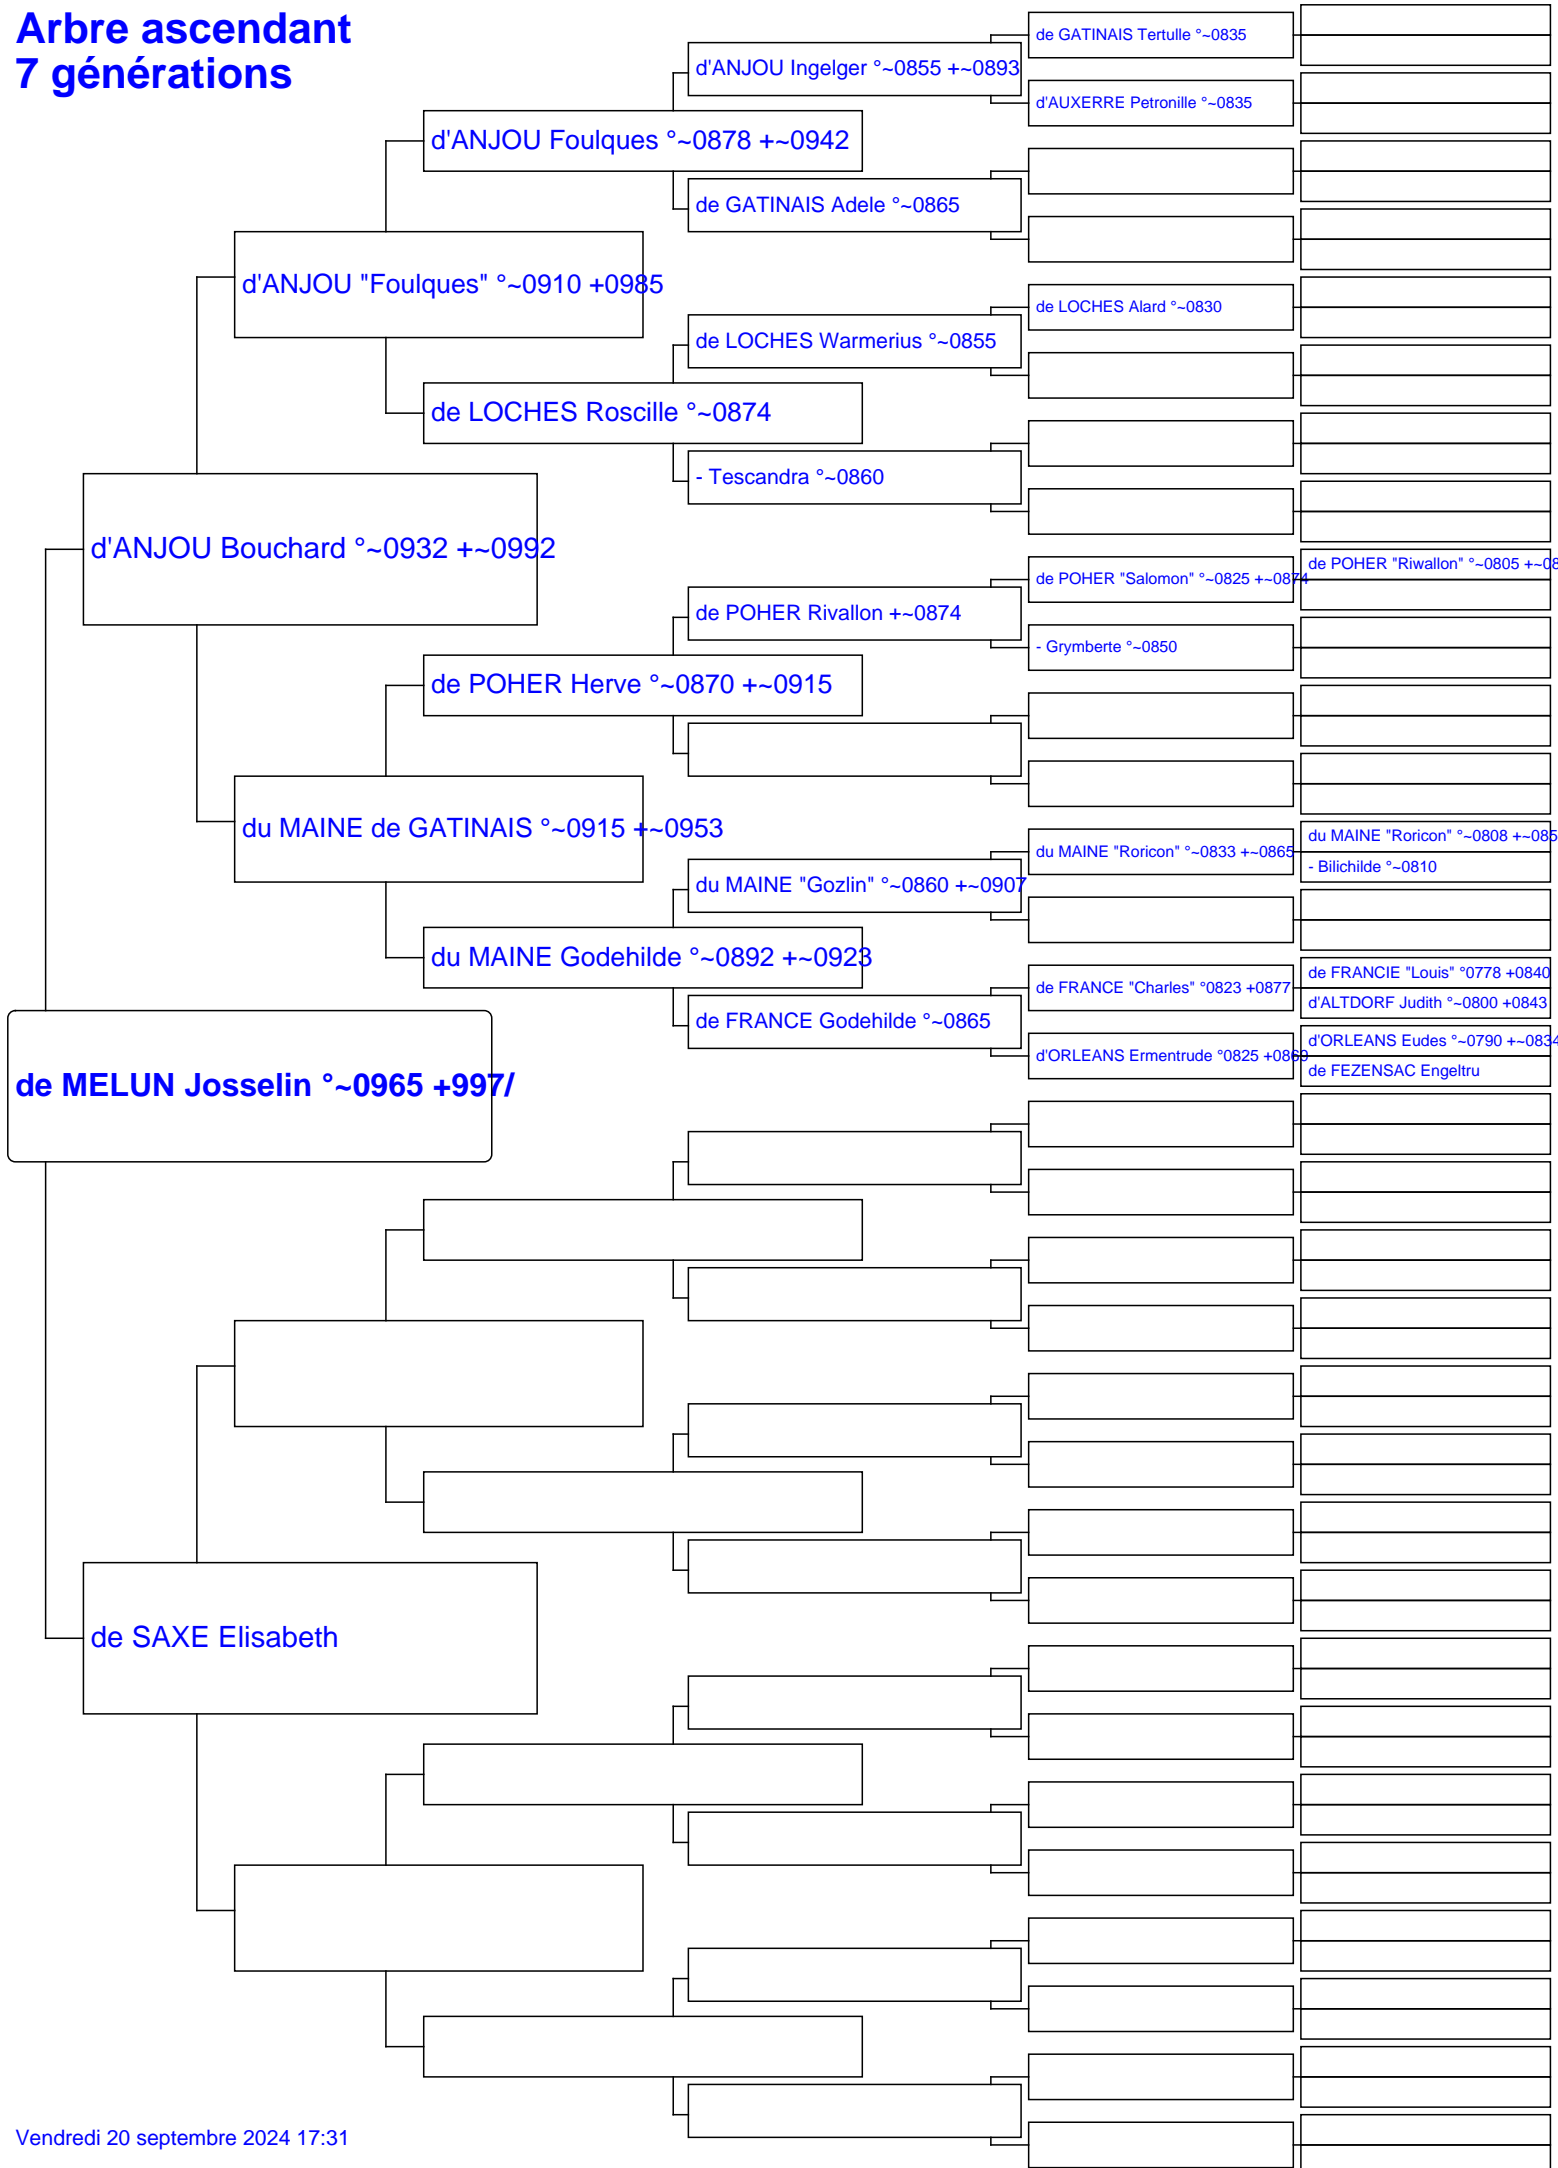 Arbre ascendant
7 générations
de GATINAIS Tertulle °~0835
d'ANJOU Ingelger °~0855 +~0893
d'AUXERRE Petronille °~0835
d'ANJOU Foulques °~0878 +~0942
de GATINAIS Adele °~0865
d'ANJOU "Foulques" °~0910 +0985
de LOCHES Alard °~0830
de LOCHES Warmerius °~0855
de LOCHES Roscille °~0874
- Tescandra °~0860
d'ANJOU Bouchard °~0932 +~0992
de POHER "Riwallon" °~0805 +~08
de POHER "Salomon" °~0825 +~0874
de POHER Rivallon +~0874
- Grymberte °~0850
de POHER Herve °~0870 +~0915
du MAINE de GATINAIS °~0915 +~0953
du MAINE "Roricon" °~0808 +~085
du MAINE "Roricon" °~0833 +~0865
- Bilichilde °~0810
du MAINE "Gozlin" °~0860 +~0907
du MAINE Godehilde °~0892 +~0923
de FRANCIE "Louis" °0778 +0840
de FRANCE "Charles" °0823 +0877
d'ALTDORF Judith °~0800 +0843
de FRANCE Godehilde °~0865
d'ORLEANS Eudes °~0790 +~0834
d'ORLEANS Ermentrude °0825 +0869
de FEZENSAC Engeltru
de MELUN Josselin °~0965 +997/
de SAXE Elisabeth
Vendredi 20 septembre 2024 17:31